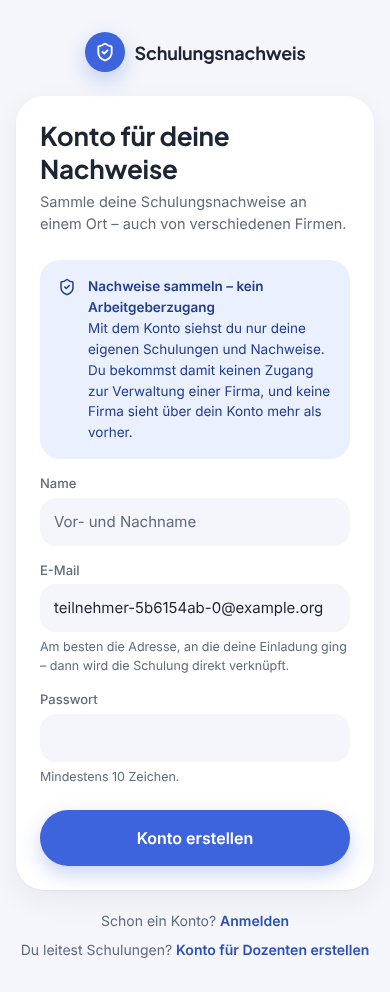 Schulungsnachweis
Konto für deine
Nachweise
Sammle deine Schulungsnachweise an
einem Ort – auch von verschiedenen Firmen.
Nachweise sammeln – kein
Arbeitgeberzugang
Mit dem Konto siehst du nur deine
eigenen Schulungen und Nachweise.
Du bekommst damit keinen Zugang
zur Verwaltung einer Firma, und keine
Firma sieht über dein Konto mehr als
vorher.
Name
Vor- und Nachname
E-Mail
teilnehmer-5b6154ab-0@example.org
Am besten die Adresse, an die deine Einladung ging
– dann wird die Schulung direkt verknüpft.
Passwort
Mindestens 10 Zeichen.
Konto erstellen
Schon ein Konto? Anmelden
Du leitest Schulungen? Konto für Dozenten erstellen